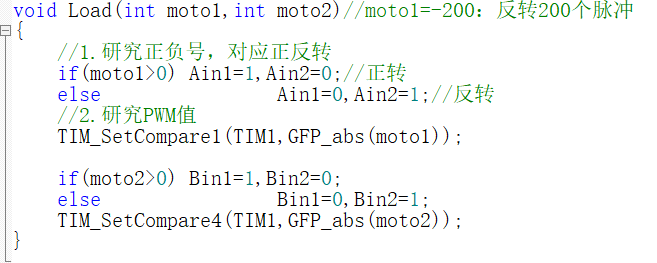 void Load(int moto1,int moto2)//moto1=-200：反转200个脉冲
{
//1.研究正负号，对应正反转
if(moto1>0) Ain1=1,Ain2=0;//正转
else Ain1=0,Ain2=1;//反转
//2.研究PWM值
TIM_SetCompare1(TIM1,GFP_abs(moto1));
if(moto2>0) Bin1=1,Bin2=0;
else Bin1=0,Bin2=1;
TIM_SetCompare4(TIM1,GFP_abs(moto2));
}